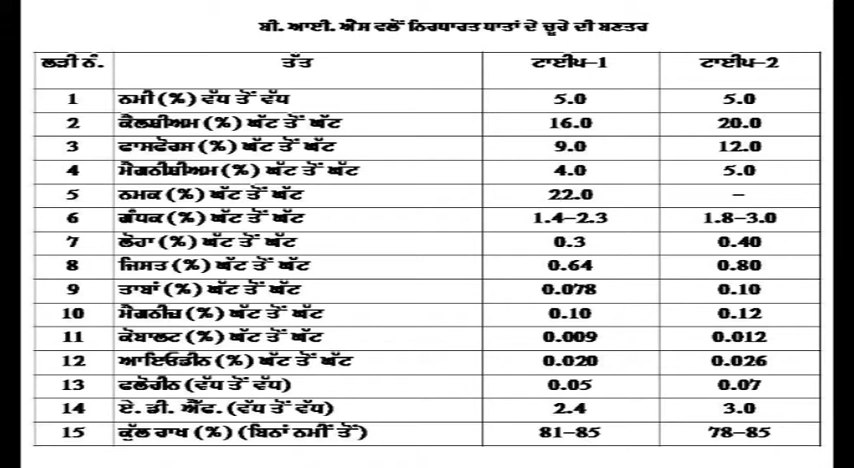 ਬੀ. ਆਈ. ਐਸ ਵਲੋਂ ਨਿਰਧਾਰਤ ਧਾਤਾਂ ਦੇ ਚੂਰੇ ਦੀ ਬਣਤਰ
ਲੜੀ ਨੰ. ਤੱਤ ਟਾਈਪ-1 ਟਾਈਪ-2
1 ਨਮੀ (%) ਵੱਧ ਤੋਂ ਵੱਧ 5.0 5.0
2 ਕੈਲਸ਼ੀਅਮ (%) ਘੱਟ ਤੋਂ ਘੱਟ 16.0 20.0
3 ਫਾਸਫੋਰਸ (%) ਘੱਟ ਤੋਂ ਘੱਟ 9.0 12.0
4 ਮੈਗਨੀਸ਼ੀਅਮ (%) ਘੱਟ ਤੋਂ ਘੱਟ 4.0 5.0
5 ਨਮਕ (%) ਘੱਟ ਤੋਂ ਘੱਟ 22.0 –
6 ਗੰਧਕ (%) ਘੱਟ ਤੋਂ ਘੱਟ 1.4–2.3 1.8–3.0
7 ਲੋਹਾ (%) ਘੱਟ ਤੋਂ ਘੱਟ 0.3 0.40
8 ਜਿਸਤ (%) ਘੱਟ ਤੋਂ ਘੱਟ 0.64 0.80
9 ਤਾਬਾਂ (%) ਘੱਟ ਤੋਂ ਘੱਟ 0.078 0.10
10 ਮੈਗਨੀਜ਼ (%) ਘੱਟ ਤੋਂ ਘੱਟ 0.10 0.12
11 ਕੋਬਾਲਟ (%) ਘੱਟ ਤੋਂ ਘੱਟ 0.009 0.012
12 ਆਇਓਡੀਨ (%) ਘੱਟ ਤੋਂ ਘੱਟ 0.020 0.026
13 ਫਲੋਰੀਨ (ਵੱਧ ਤੋਂ ਵੱਧ) 0.05 0.07
14 ਏ. ਡੀ. ਐੱਫ. (ਵੱਧ ਤੋਂ ਵੱਧ) 2.4 3.0
15 ਕੁੱਲ ਰਾਖ (%) (ਬਿਨਾਂ ਨਮੀਂ ਤੋਂ) 81–85 78–85